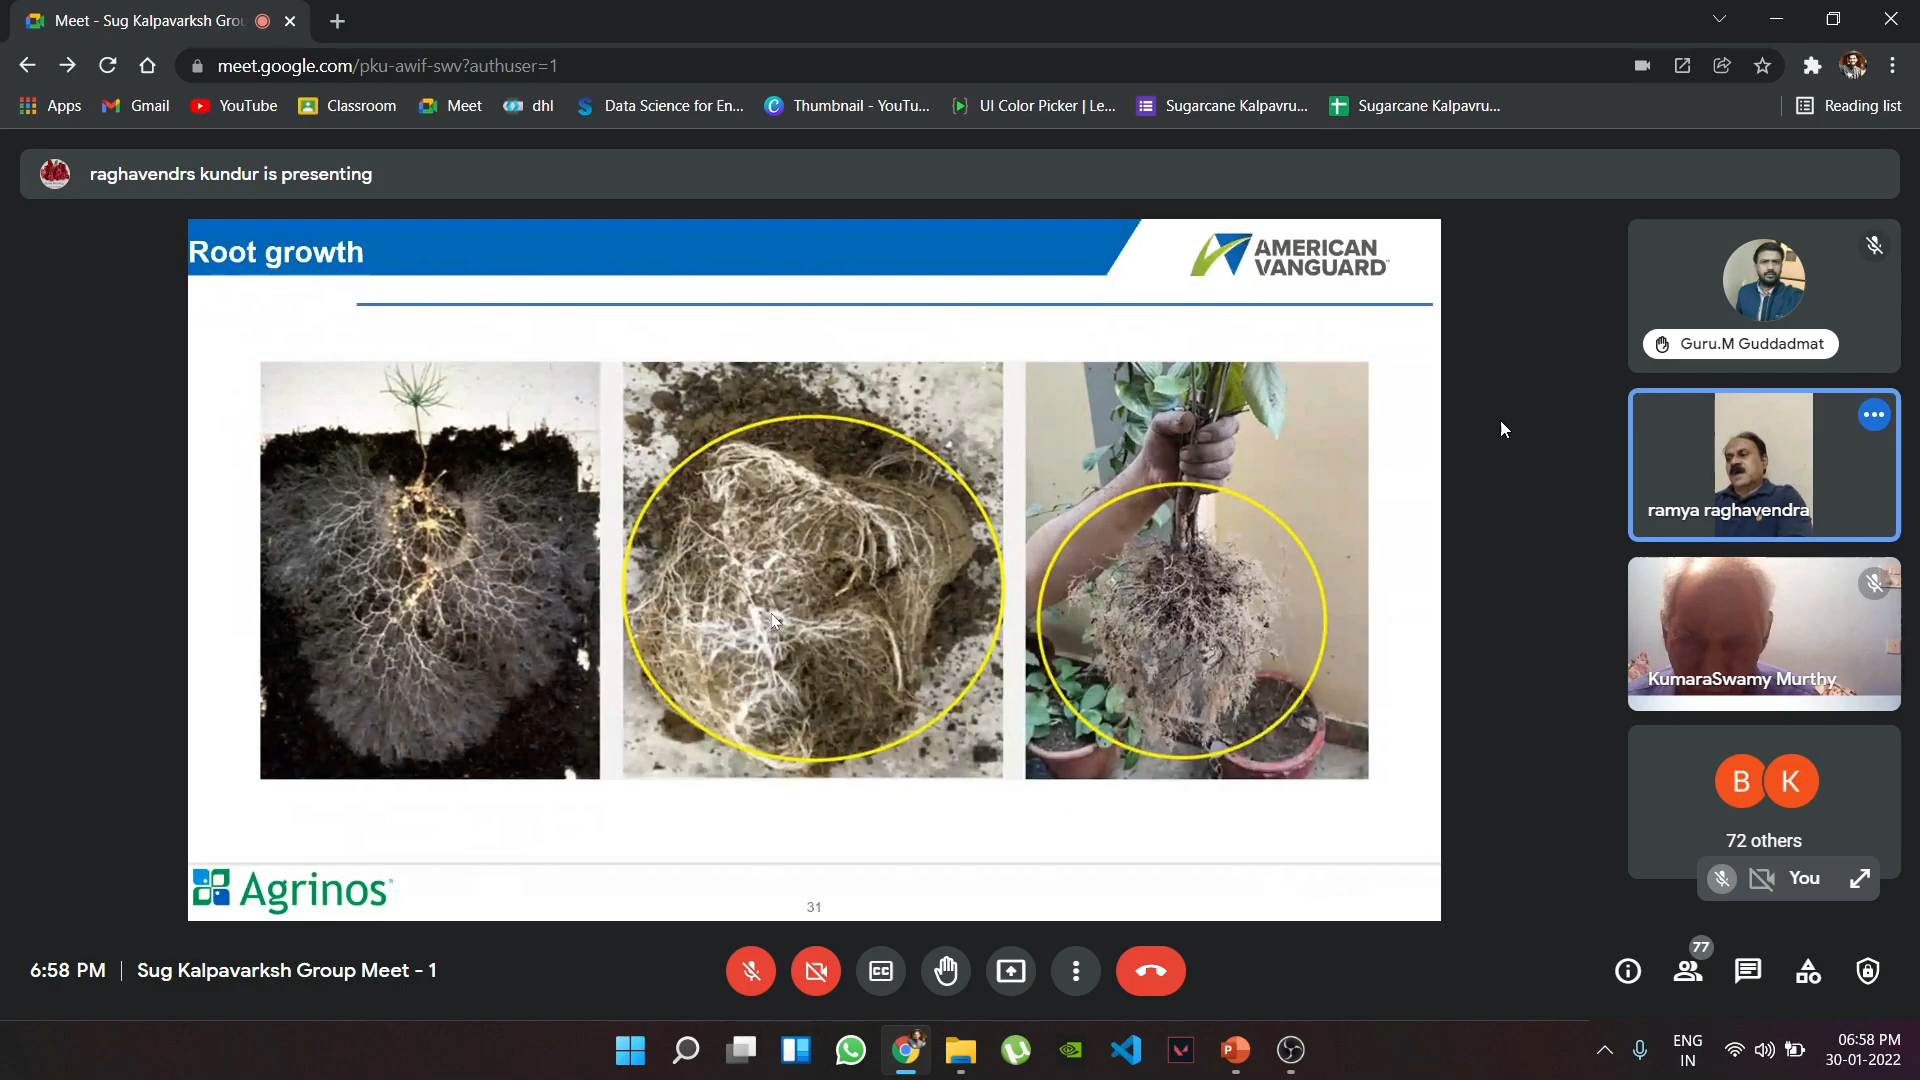 Meet - Sug Kalpavarksh Grou
meet.google.com/pku-awif-swv?authuser=1
Apps Gmail YouTube Classroom Meet dhl Data Science for En... Thumbnail - YouTu... UI Color Picker | Le... Sugarcane Kalpavru... Sugarcane Kalpavru... Reading list
raghavendrs kundur is presenting
Root growth
AMERICAN
VANGUARD™
Guru.M Guddadmat
ramya raghavendra
KumaraSwamy Murthy
B K
72 others
You
Agrinos
31
6:58 PM | Sug Kalpavarksh Group Meet - 1
CC
77
ENG
IN
06:58 PM
30-01-2022